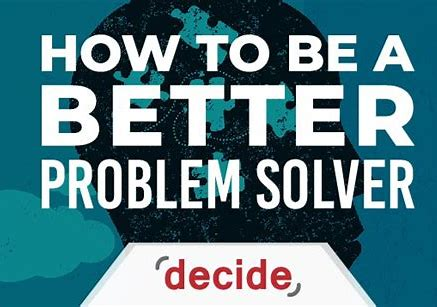 HOW TO BE A
BETTER
PROBLEM SOLVER
decide